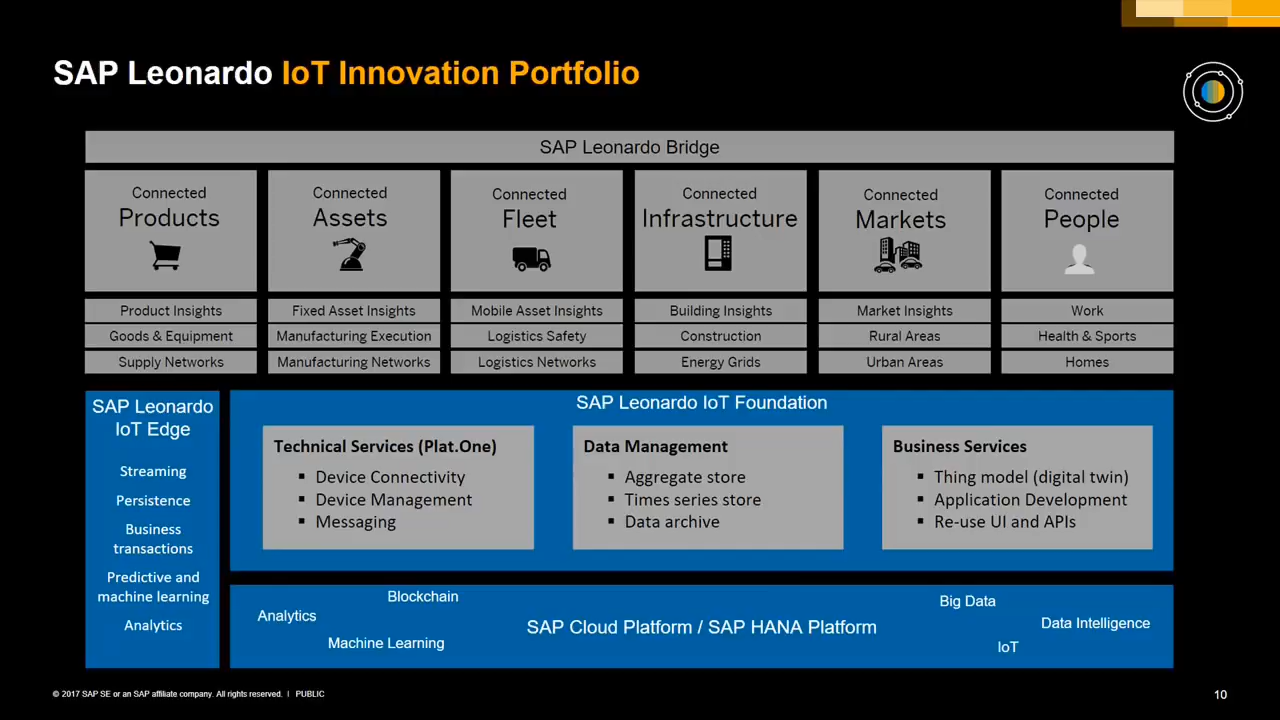 SAP Leonardo IoT Innovation Portfolio
SAP Leonardo Bridge
Connected
Products
Connected
Assets
Connected
Fleet
Connected
Infrastructure
Connected
Markets
Connected
People
Product Insights
Goods & Equipment
Supply Networks
Fixed Asset Insights
Manufacturing Execution
Manufacturing Networks
Mobile Asset Insights
Logistics Safety
Logistics Networks
Building Insights
Construction
Energy Grids
Market Insights
Rural Areas
Urban Areas
Work
Health & Sports
Homes
SAP Leonardo
IoT Edge
Streaming
Persistence
Business
transactions
Predictive and
machine learning
Analytics
SAP Leonardo IoT Foundation
Technical Services (Plat.One)
▪ Device Connectivity
▪ Device Management
▪ Messaging
Data Management
▪ Aggregate store
▪ Times series store
▪ Data archive
Business Services
▪ Thing model (digital twin)
▪ Application Development
▪ Re-use UI and APIs
Blockchain
Analytics
Machine Learning
SAP Cloud Platform / SAP HANA Platform
Big Data
Data Intelligence
IoT
© 2017 SAP SE or an SAP affiliate company. All rights reserved. | PUBLIC
10